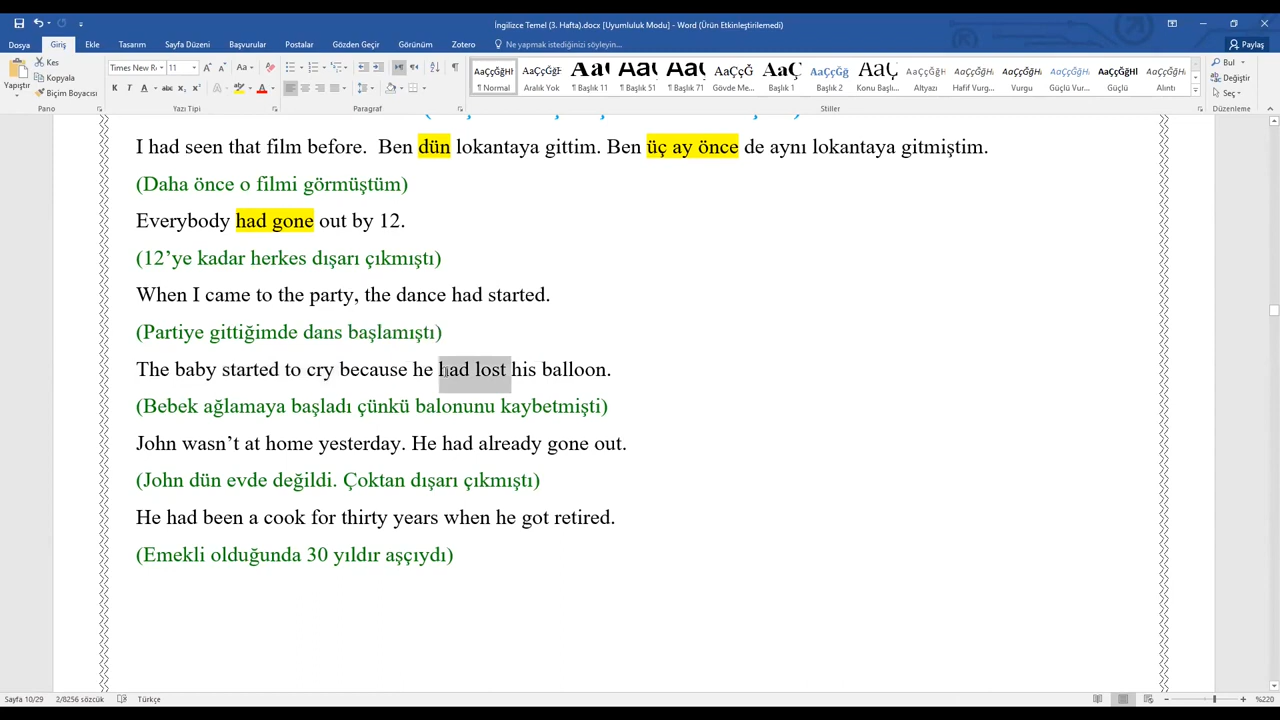 İngilizce Temel (3. Hafta).docx [Uyumluluk Modu] - Word (Ürün Etkinleştirilemedi)
Dosya Giriş Ekle Tasarım Sayfa Düzeni Başvurular Postalar Gözden Geçir Görünüm Zotero Ne yapmak istediğinizi söyleyin... Paylaş
Yapıştır Kes Kopyala Biçim Boyacısı
Times New Ro 11
AaÇçĞğHı AaÇçĞğHı AaÇçĞ AaÇç AaÇçĞğ AaÇçĞğHı AaÇçĞğHı AaÇçĞğHı
¶ Normal Aralık Yok ¶ Başlık 11 ¶ Başlık 51 ¶ Başlık 71 Gövde Me... Başlık 1 Başlık 2 Konu Başlı... Altyazı Hafif Vurg... Vurgu Güçlü Vur... Güçlü Alıntı
Bul Değiştir Seç
Pano Yazı Tipi Paragraf Stiller Düzenleme
I had seen that film before. Ben dün lokantaya gittim. Ben üç ay önce de aynı lokantaya gitmiştim.
(Daha önce o filmi görmüştüm)
Everybody had gone out by 12.
(12’ye kadar herkes dışarı çıkmıştı)
When I came to the party, the dance had started.
(Partiye gittiğimde dans başlamıştı)
The baby started to cry because he had lost his balloon.
(Bebek ağlamaya başladı çünkü balonunu kaybetmişti)
John wasn’t at home yesterday. He had already gone out.
(John dün evde değildi. Çoktan dışarı çıkmıştı)
He had been a cook for thirty years when he got retired.
(Emekli olduğunda 30 yıldır aşçıydı)
Sayfa 10/29 2/8256 sözcük Türkçe %220